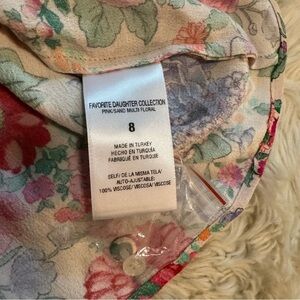 FAVORITE DAUGHTER COLLECTION
PINK/SAND MULTI FLORAL
8
MADE IN TURKEY
HECHO EN TURQUÍA
FABRIQUÉ EN TURQUIE
SELF/ DE LA MISMA TELA/
AUTO-AJUSTABLE:
100% VISCOSE/ VISCOSA/ VISCOSE